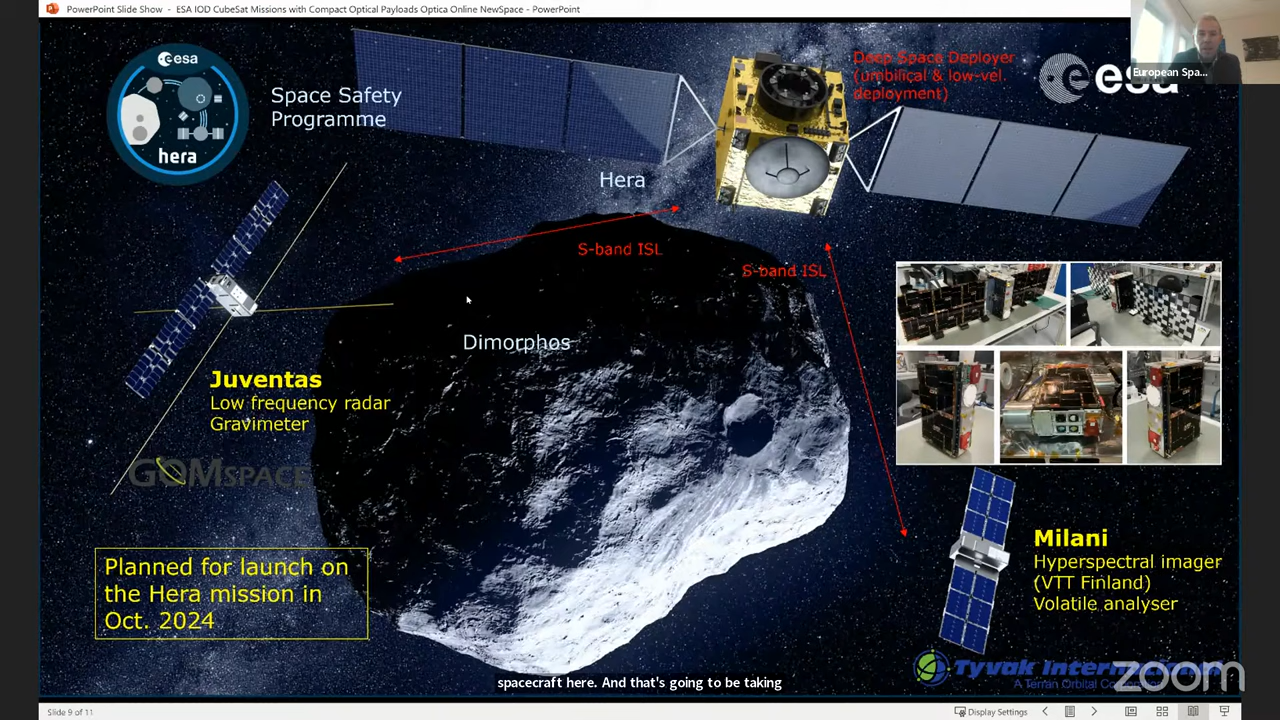 PowerPoint Slide Show - ESA IOD CubeSat Missions with Compact Optical Payloads Optica Online NewSpace - PowerPoint
esa
hera
Space Safety
Programme
Deep Space Deployer
(umbilical & low-vel.
deployment)
esa
European Spa...
Hera
S-band ISL
S-band ISL
Dimorphos
Juventas
Low frequency radar
Gravimeter
GOMSPACE
Planned for launch on
the Hera mission in
Oct. 2024
Milani
Hyperspectral imager
(VTT Finland)
Volatile analyser
Tyvak International
A Terran Orbital Corporation
zoom
spacecraft here. And that's going to be taking
Slide 9 of 11
Display Settings